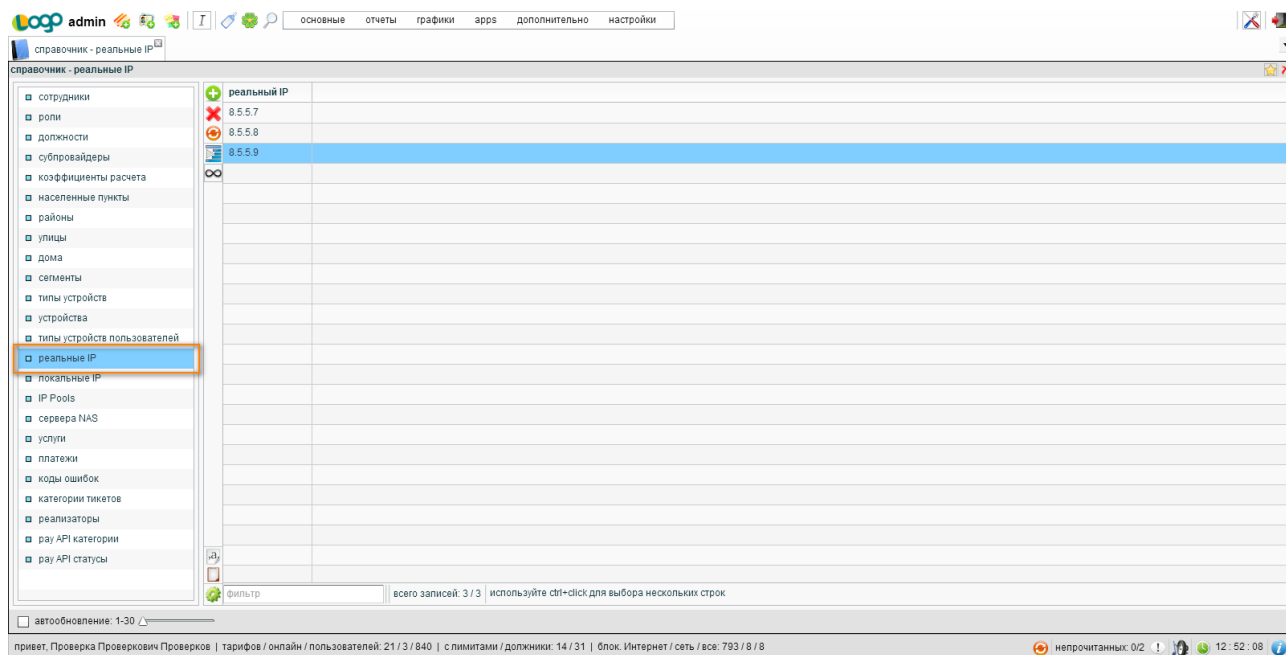 Logo admin I основные отчеты графики apps дополнительно настройки
справочник - реальные IP
справочник - реальные IP
сотрудники
роли
должности
субпровайдеры
коэффициенты расчета
населенные пункты
районы
улицы
дома
сегменты
типы устройств
устройства
типы устройств пользователей
реальные IP
локальные IP
IP Pools
сервера NAS
услуги
платежи
коды ошибок
категории тикетов
реализаторы
pay API категории
pay API статусы
реальный IP
8.5.5.7
8.5.5.8
8.5.5.9
фильтр всего записей: 3 / 3 используйте ctrl+click для выбора нескольких строк
автообновление: 1-30
привет, Проверка Проверкович Проверков | тарифов / онлайн / пользователей: 21 / 3 / 840 | с лимитами / должники: 14 / 31 | блок. Интернет / сеть / все: 793 / 8 / 8 непрочитанных: 0/2 12 : 52 : 08